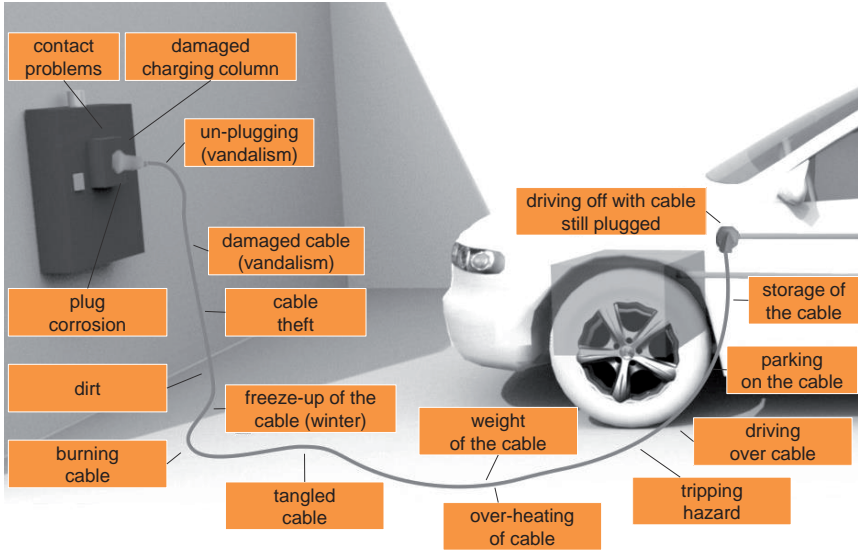 contact
problems
damaged
charging column
un-plugging
(vandalism)
driving off with cable
still plugged
damaged cable
(vandalism)
plug
corrosion
cable
theft
storage of
the cable
dirt
freeze-up of the
cable (winter)
parking
on the cable
weight
of the cable
driving
over cable
burning
cable
tangled
cable
over-heating
of cable
tripping
hazard